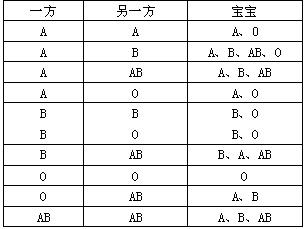 一方 另一方 宝宝
A A A、O
A B A、B、AB、O
A AB A、B、AB
A O A、O
B B B、O
B O B、O
B AB B、A、AB
O O O
O AB A、B
AB AB A、B、AB